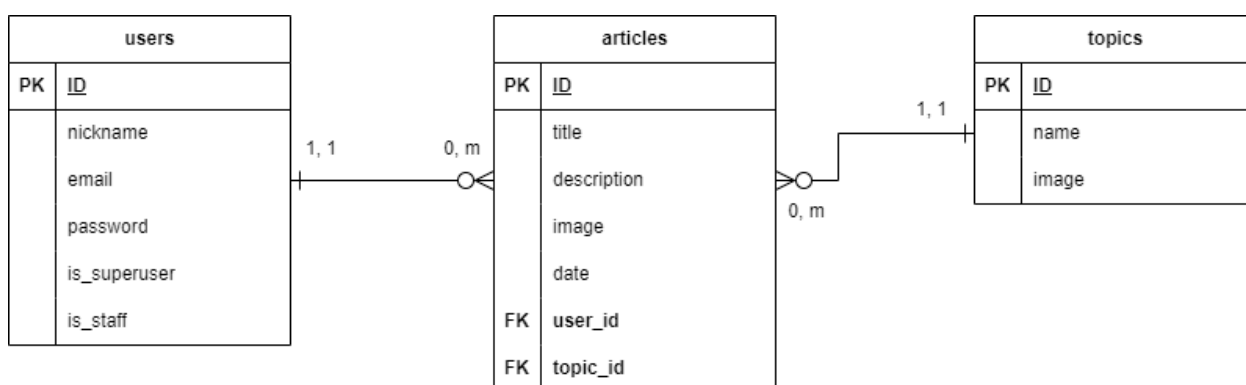 users
PK ID
nickname
email
password
is_superuser
is_staff
1, 1
0, m
articles
PK ID
title
description
image
date
FK user_id
FK topic_id
0, m
1, 1
topics
PK ID
name
image